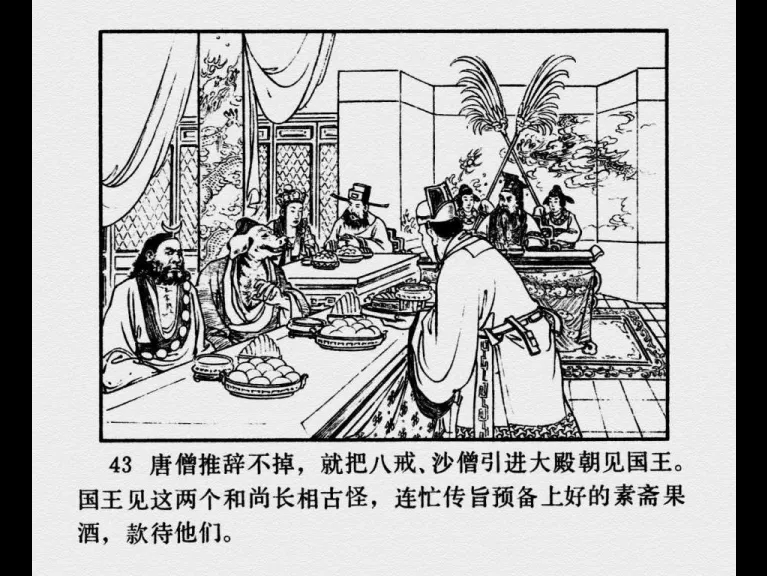 43 唐僧推辞不掉，就把八戒、沙僧引进大殿朝见国王。
国王见这两个和尚长相古怪，连忙传旨预备上好的素斋果
酒，款待他们。